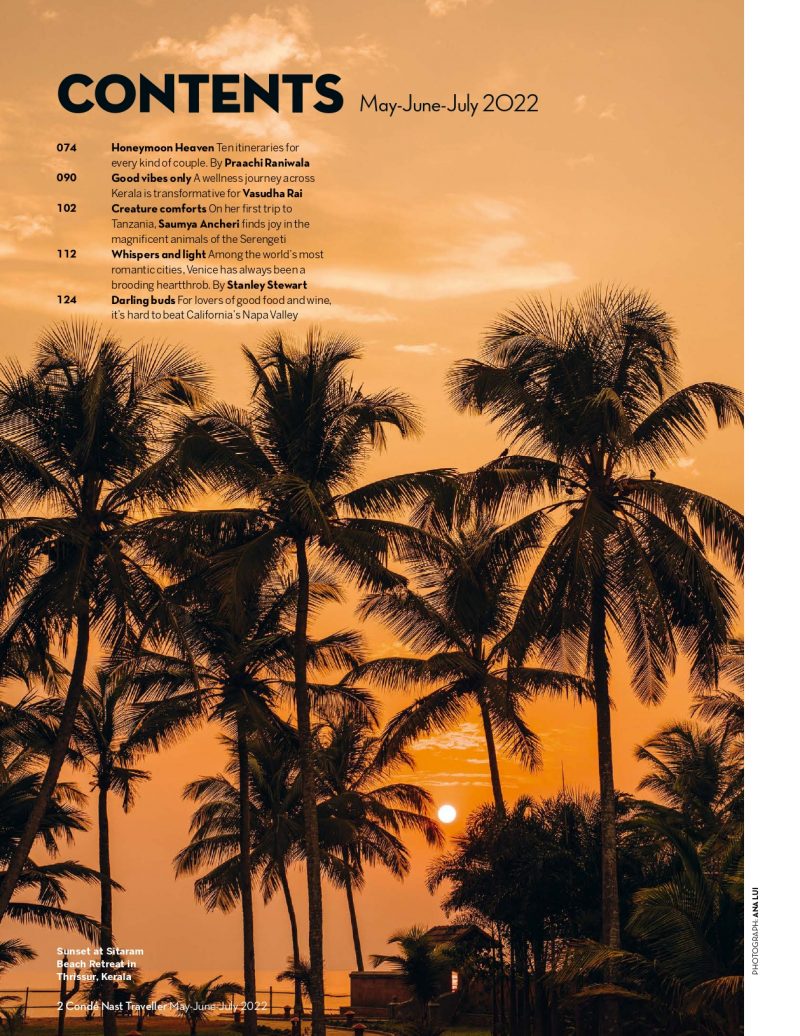 CONTENTS May-June-July 2022
074 Honeymoon Heaven Ten itineraries for
every kind of couple. By Praachi Raniwala
090 Good vibes only A wellness journey across
Kerala is transformative for Vasudha Rai
102 Creature comforts On her first trip to
Tanzania, Saumya Ancheri finds joy in the
magnificent animals of the Serengeti
112 Whispers and light Among the world's most
romantic cities, Venice has always been a
brooding heartthrob. By Stanley Stewart
124 Darling buds For lovers of good food and wine,
it's hard to beat California's Napa Valley
Sunset at Sitaram
Beach Retreat in
Thrissur, Kerala
2 Condé Nast Traveller May-June-July 2022
PHOTOGRAPH: ANA LUI